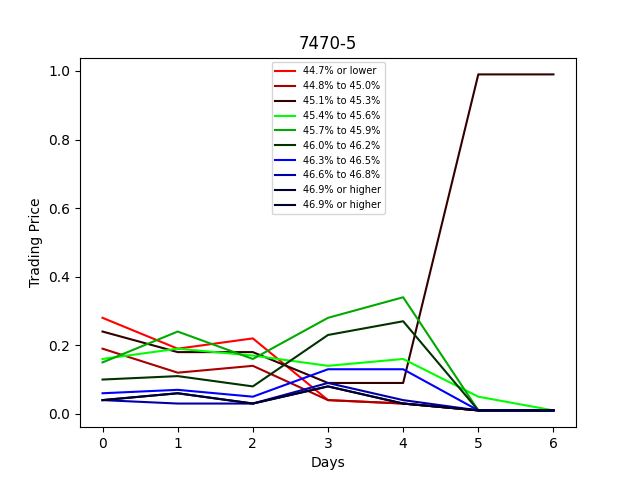 7470-5
44.7% or lower
44.8% to 45.0%
45.1% to 45.3%
45.4% to 45.6%
45.7% to 45.9%
46.0% to 46.2%
46.3% to 46.5%
46.6% to 46.8%
46.9% or higher
46.9% or higher
1.0
0.8
0.6
0.4
0.2
0.0
Trading Price
0 1 2 3 4 5 6
Days